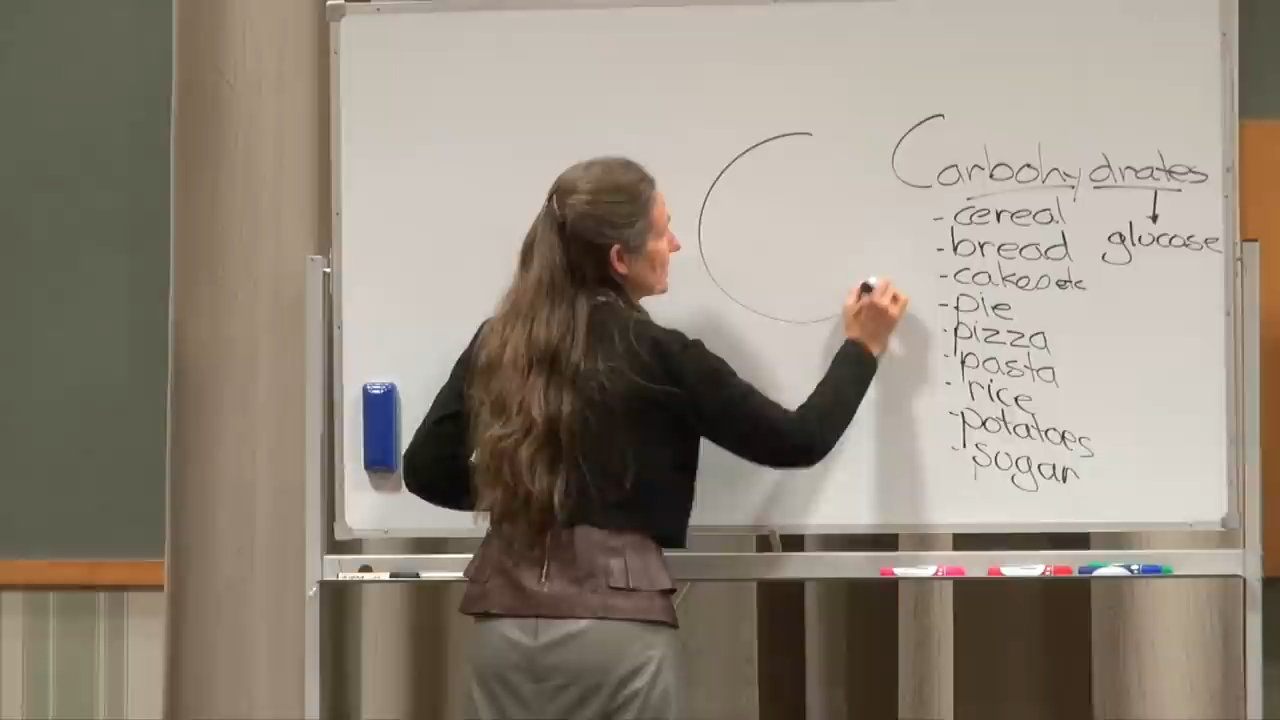 Carbohydrates
- cereal
- bread
glucose
- cakes etc
- pie
- pizza
- pasta
- rice
- potatoes
- sugar